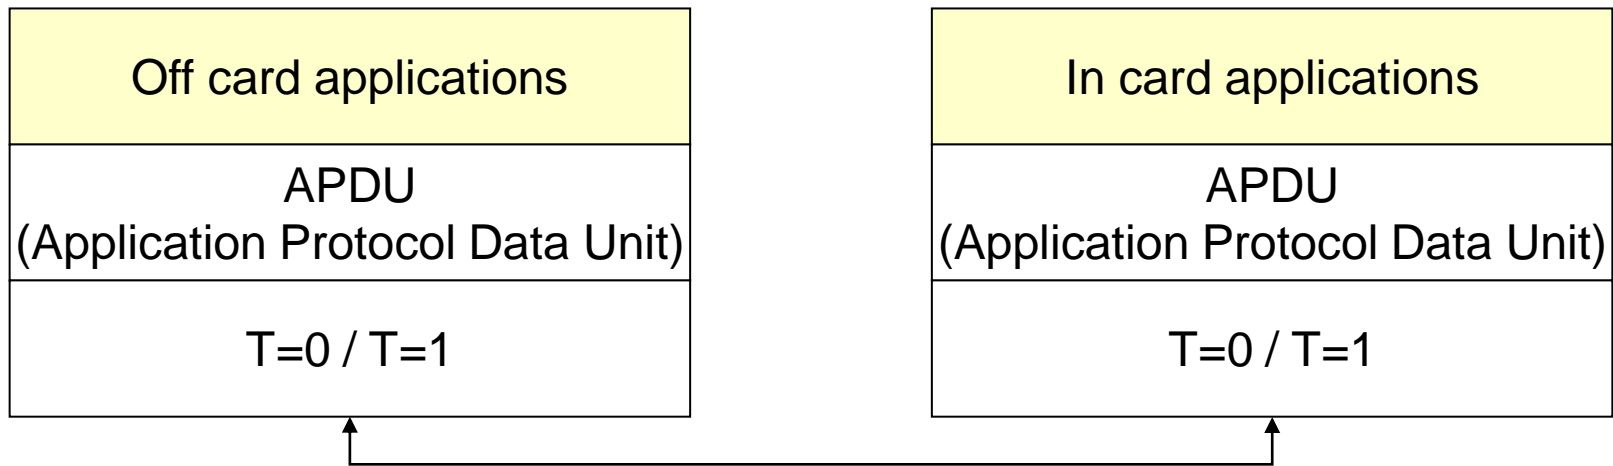 Off card applications
APDU
(Application Protocol Data Unit)
T=0 / T=1
In card applications
APDU
(Application Protocol Data Unit)
T=0 / T=1